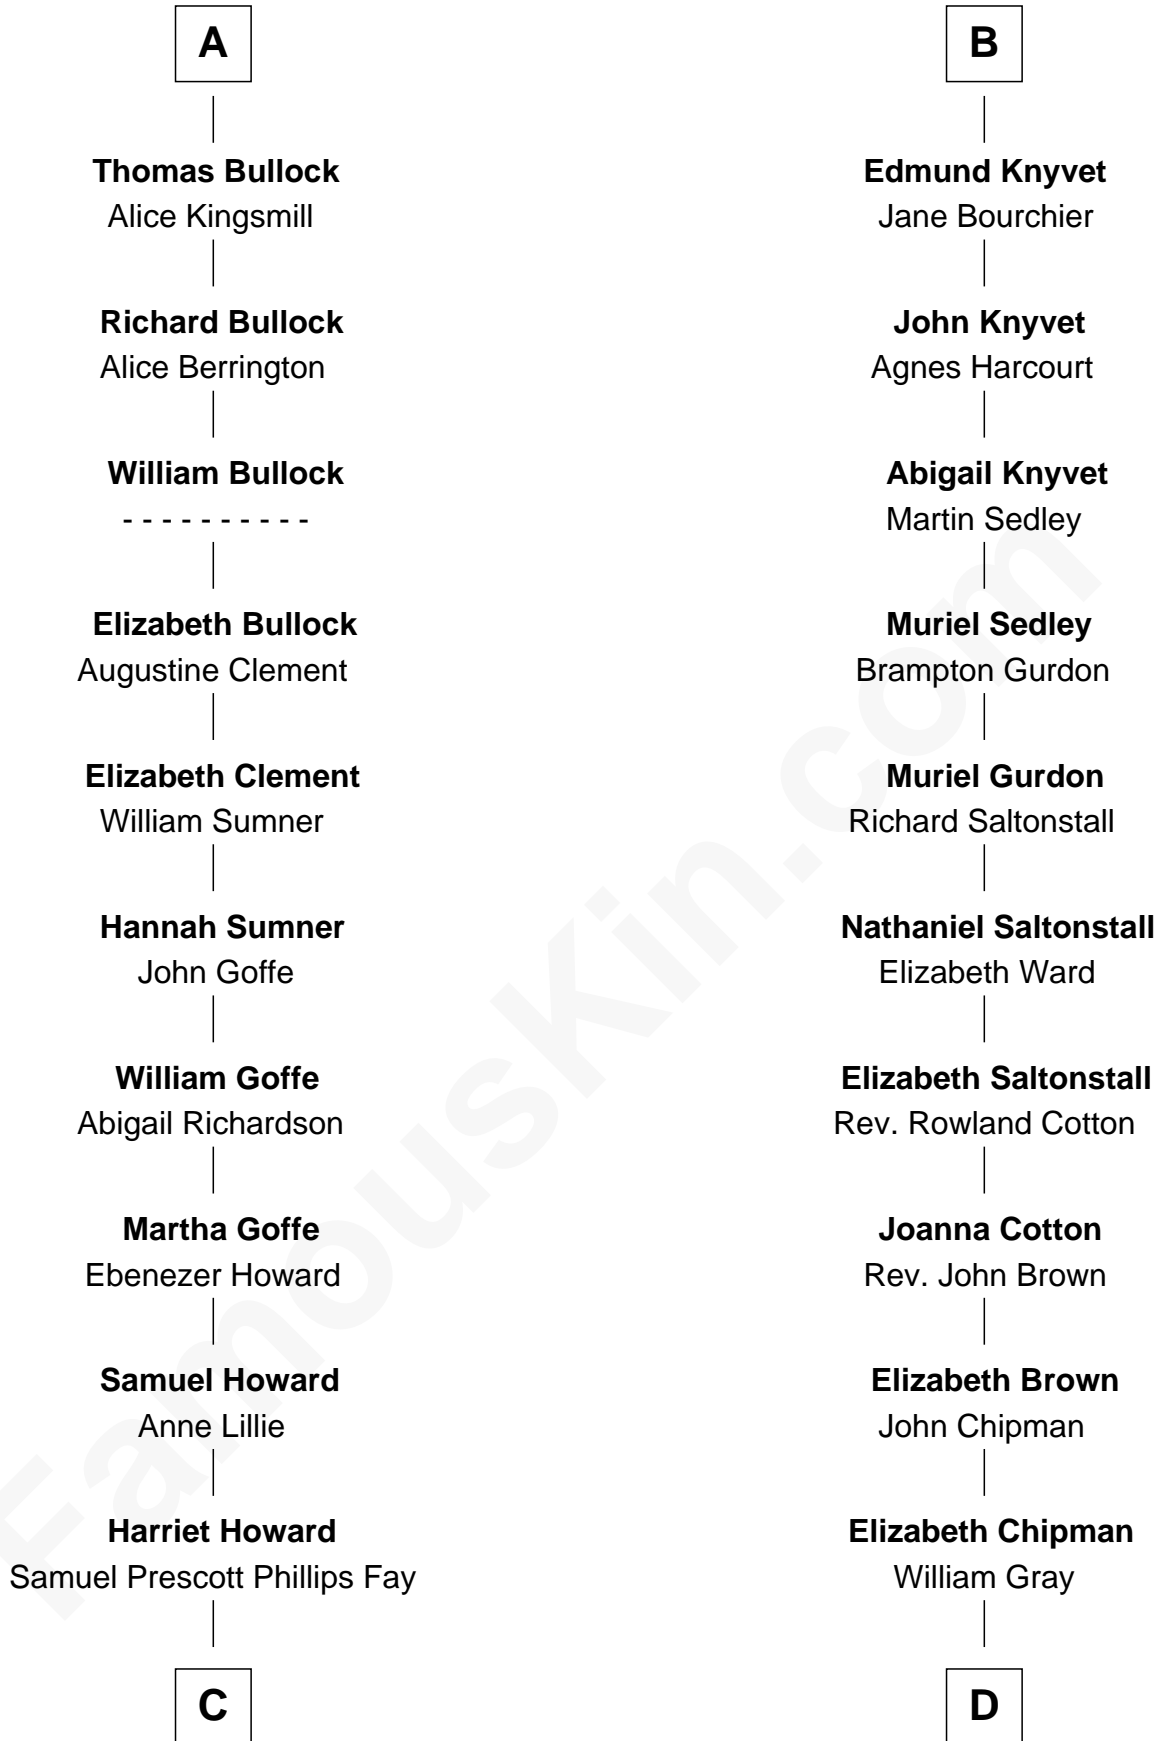 A
Thomas Bullock
Alice Kingsmill
Richard Bullock
Alice Berrington
William Bullock
- - - - - - - - - -
Elizabeth Bullock
Augustine Clement
Elizabeth Clement
William Sumner
Hannah Sumner
John Goffe
William Goffe
Abigail Richardson
Martha Goffe
Ebenezer Howard
Samuel Howard
Anne Lillie
Harriet Howard
Samuel Prescott Phillips Fay
C
B
Edmund Knyvet
Jane Bourchier
John Knyvet
Agnes Harcourt
Abigail Knyvet
Martin Sedley
Muriel Sedley
Brampton Gurdon
Muriel Gurdon
Richard Saltonstall
Nathaniel Saltonstall
Elizabeth Ward
Elizabeth Saltonstall
Rev. Rowland Cotton
Joanna Cotton
Rev. John Brown
Elizabeth Brown
John Chipman
Elizabeth Chipman
William Gray
D
FamousKin.com